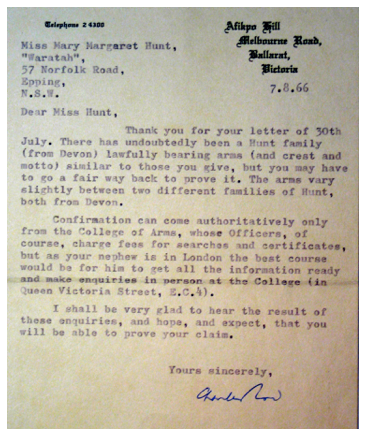 Telephone 2 4300
Afikpo Hill
Melbourne Road,
Ballarat,
Victoria
Miss Mary Margaret Hunt,
"Waratah",
57 Norfolk Road,
Epping,
N.S.W.
7.8.66
Dear Miss Hunt,
Thank you for your letter of 30th
July. There has undoubtedly been a Hunt family
(from Devon) lawfully bearing arms (and crest and
motto) similar to those you give, but you may have
to go a fair way back to prove it. The arms vary
slightly between two different families of Hunt,
both from Devon.
Confirmation can come authoritatively only
from the College of Arms, whose Officers, of
course, charge fees for searches and certificates,
but as your nephew is in London the best course
would be for him to get all the information ready
and make enquiries in person at the College (in
Queen Victoria Street, E.C.4).
I shall be very glad to hear the result of
these enquiries, and hope, and expect, that you
will be able to prove your claim.
Yours sincerely,
Charles